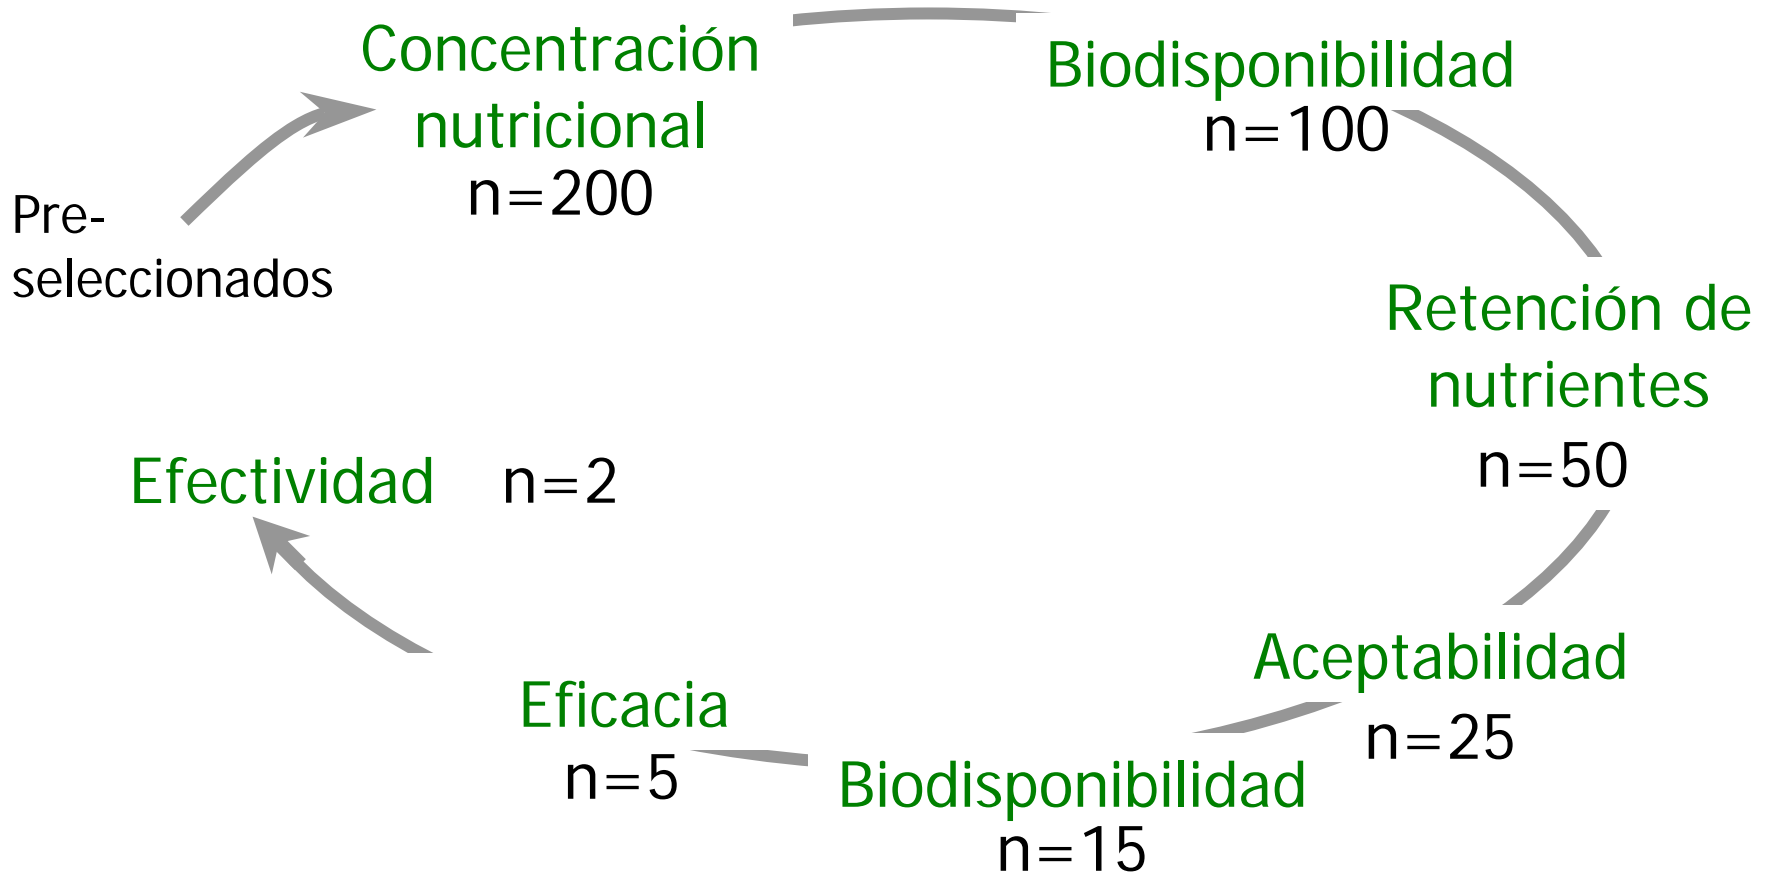 Pre-
seleccionados
Concentración
nutricional
n=200
Biodisponibilidad
n=100
Retención de
nutrientes
n=50
Aceptabilidad
n=25
Biodisponibilidad
n=15
Eficacia
n=5
Efectividad n=2